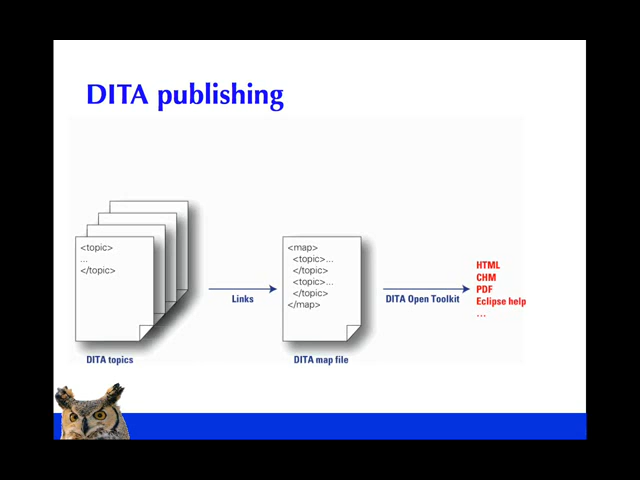 DITA publishing
<topic>
...
</topic>
DITA topics
Links
<map>
<topic>...
</topic>
<topic>...
</topic>
</map>
DITA map file
DITA Open Toolkit
HTML
CHM
PDF
Eclipse help
...